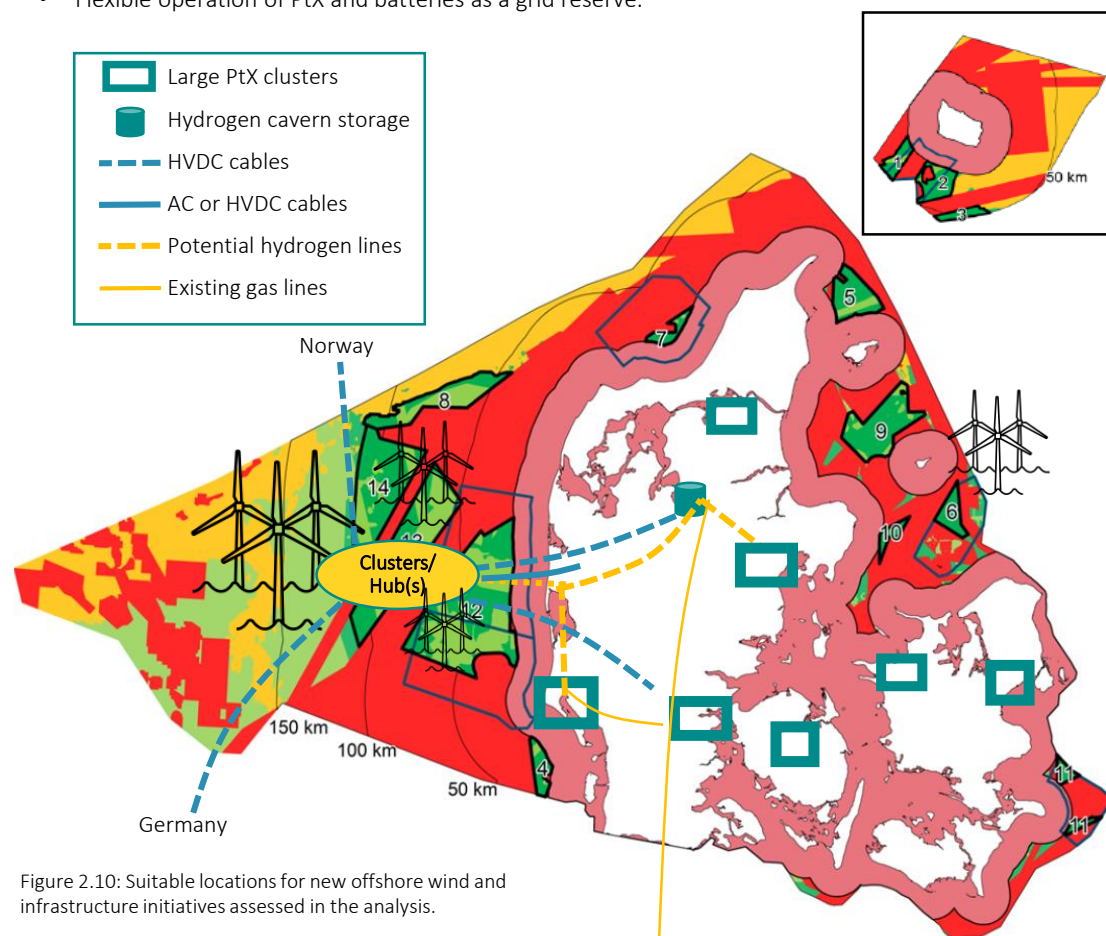 • Flexible operation of PtX and batteries as a grid reserve.
Large PtX clusters
Hydrogen cavern storage
HVDC cables
AC or HVDC cables
Potential hydrogen lines
Existing gas lines
1
2
3
50 km
Norway
5
7
8
9
14
6
10
13
Clusters/
Hub(s)
12
150 km
100 km
50 km
4
11
11
Germany
Figure 2.10: Suitable locations for new offshore wind and
infrastructure initiatives assessed in the analysis.